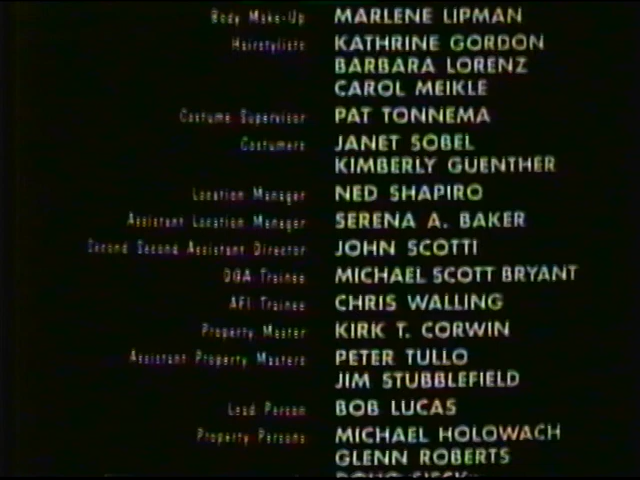 Body Make-Up MARLENE LIPMAN
Hairstylists KATHRINE GORDON
BARBARA LORENZ
CAROL MEIKLE
Costume Supervisor PAT TONNEMA
Costumers JANET SOBEL
KIMBERLY GUENTHER
Location Manager NED SHAPIRO
Assistant Location Manager SERENA A. BAKER
Second Second Assistant Director JOHN SCOTTI
DGA Trainee MICHAEL SCOTT BRYANT
AFI Trainee CHRIS WALLING
Property Master KIRK T. CORWIN
Assistant Property Masters PETER TULLO
JIM STUBBLEFIELD
Lead Person BOB LUCAS
Property Persons MICHAEL HOLOWACH
GLENN ROBERTS
DOUG